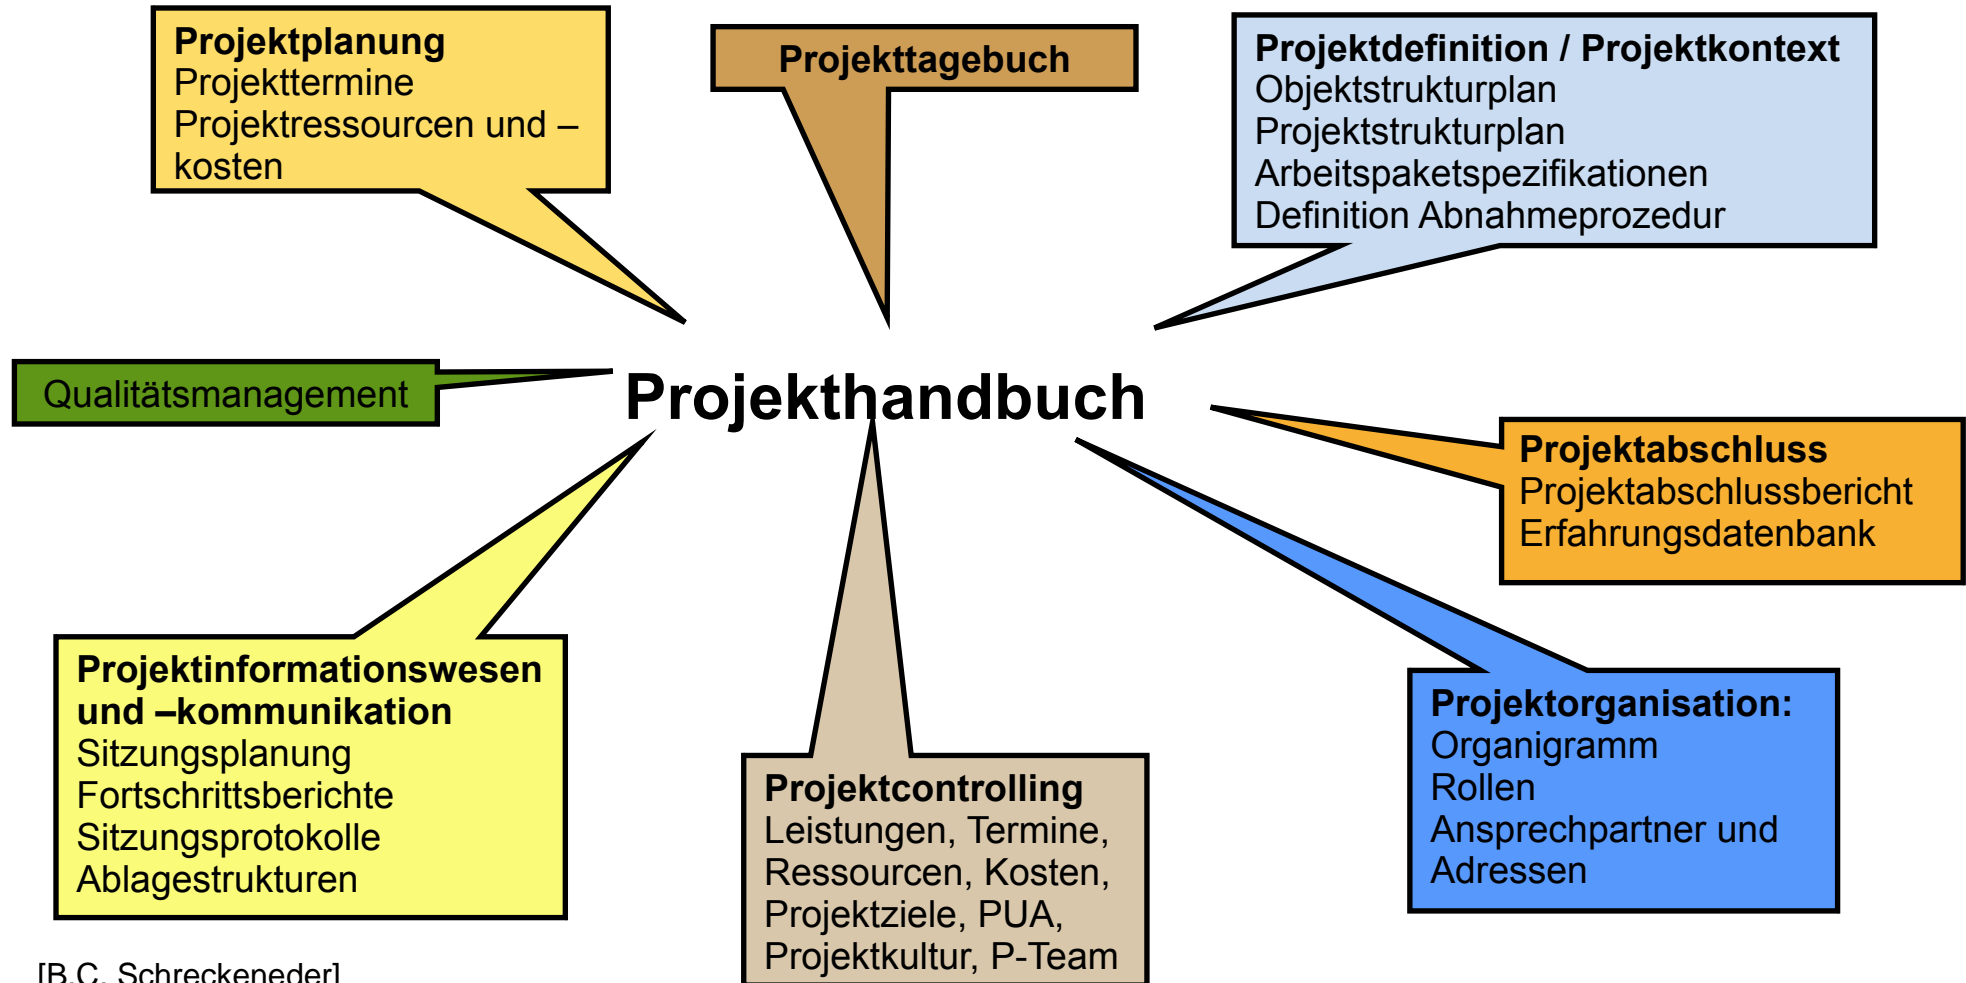 Projektplanung
Projekttermine
Projektressourcen und –
kosten
Projekttagebuch
Projektdefinition / Projektkontext
Objektstrukturplan
Projektstrukturplan
Arbeitspaketspezifikationen
Definition Abnahmeprozedur
Qualitätsmanagement
Projekthandbuch
Projektabschluss
Projektabschlussbericht
Erfahrungsdatenbank
Projektinformationswesen
und –kommunikation
Sitzungsplanung
Fortschrittsberichte
Sitzungsprotokolle
Ablagestrukturen
Projektcontrolling
Leistungen, Termine,
Ressourcen, Kosten,
Projektziele, PUA,
Projektkultur, P-Team
Projektorganisation:
Organigramm
Rollen
Ansprechpartner und
Adressen
[B.C. Schreckeneder]